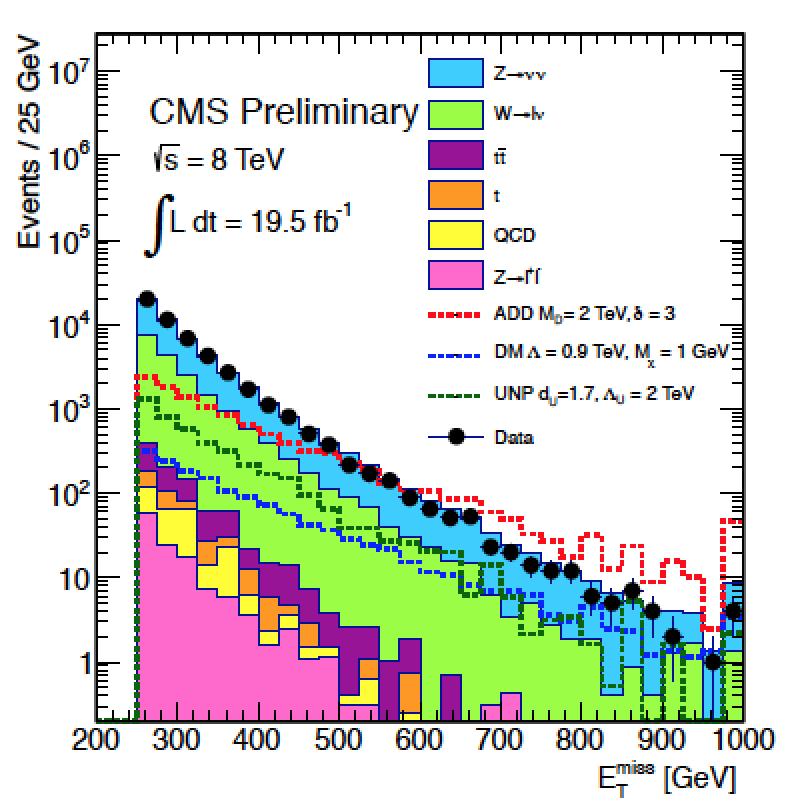 Events / 25 GeV
10⁷
10⁶
10⁵
10⁴
10³
10²
10
1
CMS Preliminary
√s = 8 TeV
∫L dt = 19.5 fb⁻¹
Z→νν
W→lν
tt̄
t
QCD
Z→l⁺l⁻
ADD M_D= 2 TeV, δ = 3
DM Λ = 0.9 TeV, M_χ = 1 GeV
UNP d_U=1.7, Λ_U = 2 TeV
Data
200 300 400 500 600 700 800 900 1000
E_T^miss [GeV]